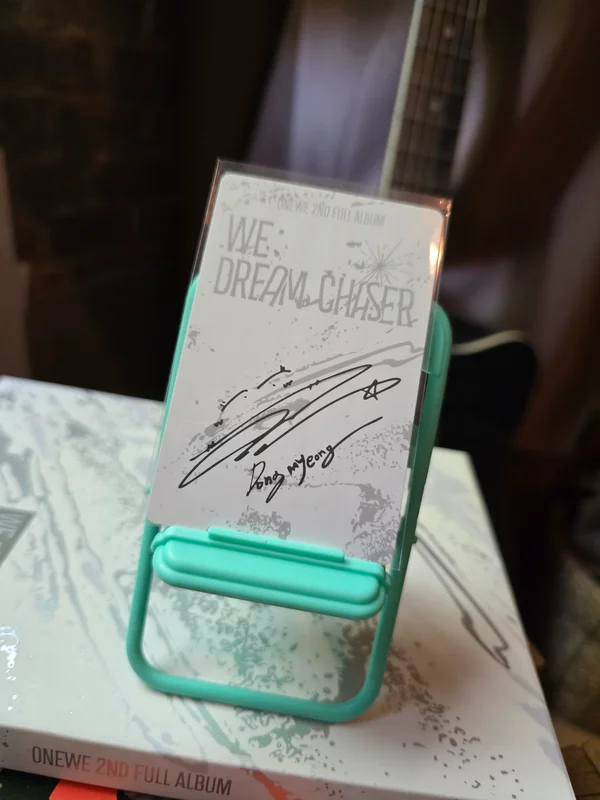 ONEWE 2ND FULL ALBUM
WE
DREAM CHASER
Dong myeong
ONEWE 2ND FULL ALBUM